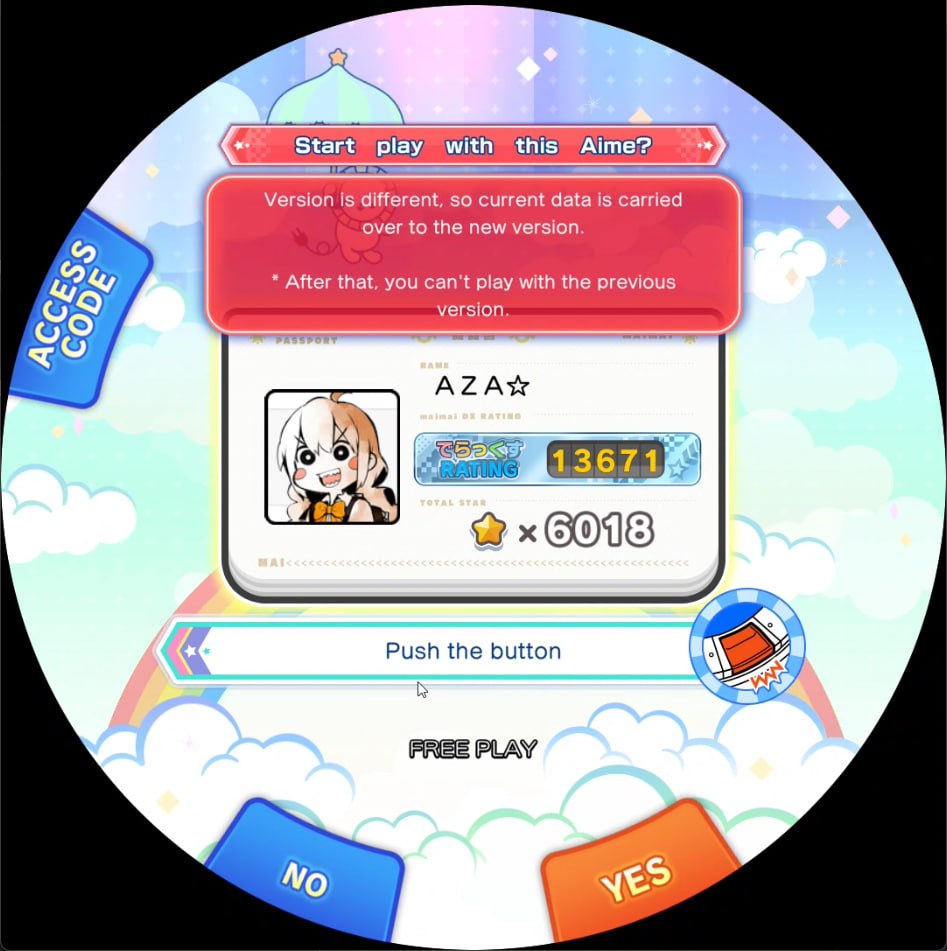 Start play with this Aime?
Version is different, so current data is carried
over to the new version.
* After that, you can't play with the previous
version.
ACCESS
CODE
PASSPORT
MAIMAI
NAME
AZA☆
maimai DX RATING
でらっくす
RATING
13671
TOTAL STAR
×6018
MAI<<<<<<<<<<<<<<<<<<<<<<<<<<<<<<<<<<<<<<<<<<<<<<<<
Push the button
FREE PLAY
NO
YES